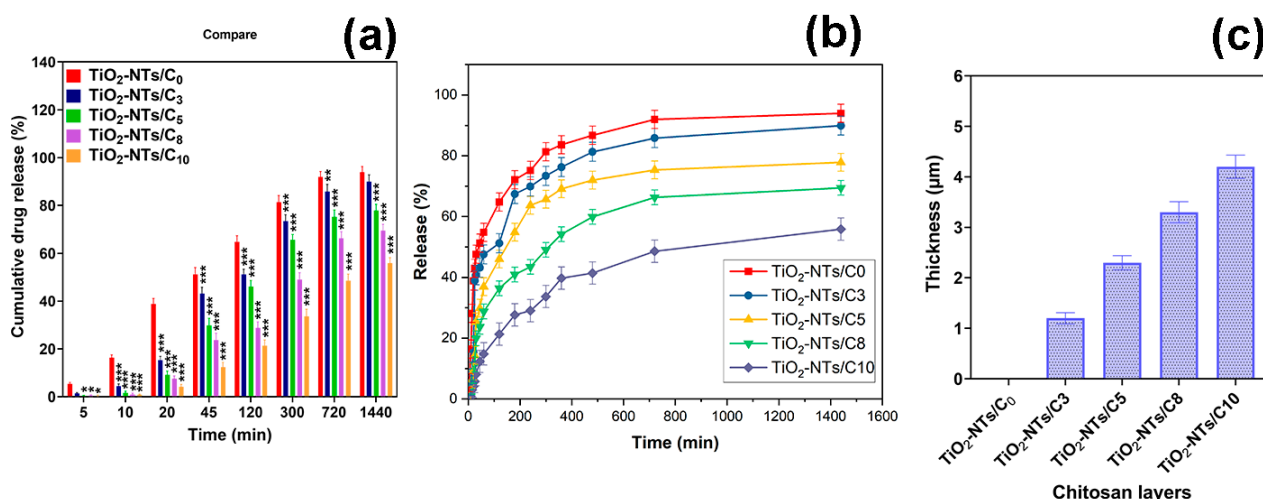 (a)
Compare
Cumulative drug release (%)
140
120
100
80
60
40
20
0
TiO₂-NTs/C₀
TiO₂-NTs/C₃
TiO₂-NTs/C₅
TiO₂-NTs/C₈
TiO₂-NTs/C₁₀
* * *
*** *** *** ***
*** *** *** ***
*** *** *** ***
*** *** *** ***
*** *** *** ***
** *** *** ***
*** *** ***
5 10 20 45 120 300 720 1440
Time (min)
(b)
Release (%)
100
80
60
40
20
0
TiO₂-NTs/C0
TiO₂-NTs/C3
TiO₂-NTs/C5
TiO₂-NTs/C8
TiO₂-NTs/C10
0 200 400 600 800 1000 1200 1400 1600
Time (min)
(c)
Thickness (µm)
6
5
4
3
2
1
0
TiO₂-NTs/C₀
TiO₂-NTs/C3
TiO₂-NTs/C5
TiO₂-NTs/C8
TiO₂-NTs/C10
Chitosan layers